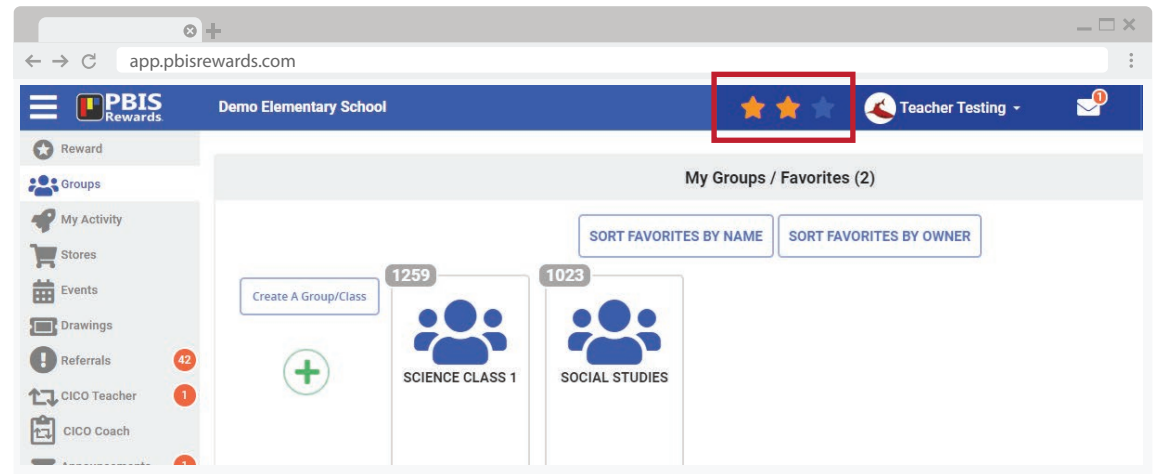 app.pbisrewards.com
PBIS
Rewards
Demo Elementary School
Teacher Testing
1
Reward
Groups
My Activity
Stores
Events
Drawings
Referrals
42
CICO Teacher
1
CICO Coach
Announcements
1
My Groups / Favorites (2)
SORT FAVORITES BY NAME
SORT FAVORITES BY OWNER
Create A Group/Class
1259
SCIENCE CLASS 1
1023
SOCIAL STUDIES